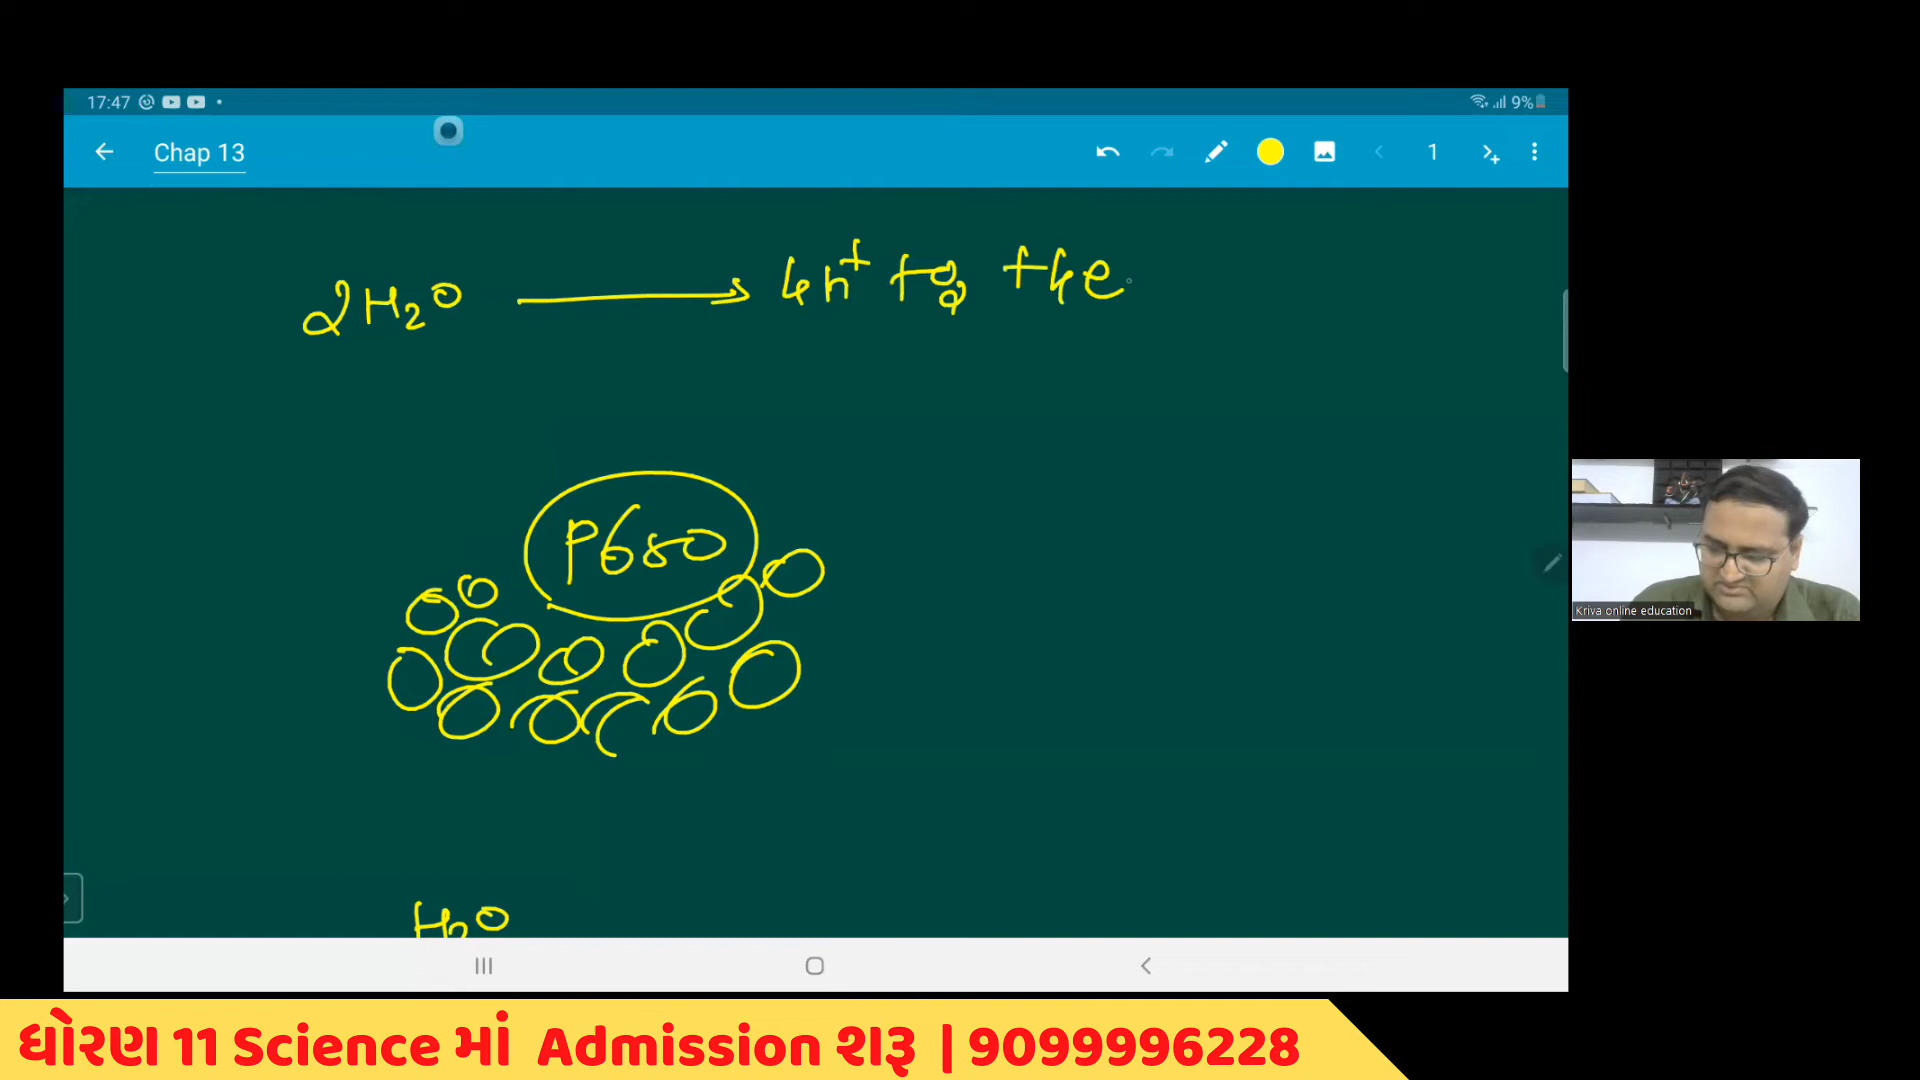 17:47 9%
Chap 13 1
2H₂O → 4H⁺ + O₂ + 4e
P680
H₂O
Kriva online education
ધોરણ 11 Science માં Admission શરૂ | 9099996228